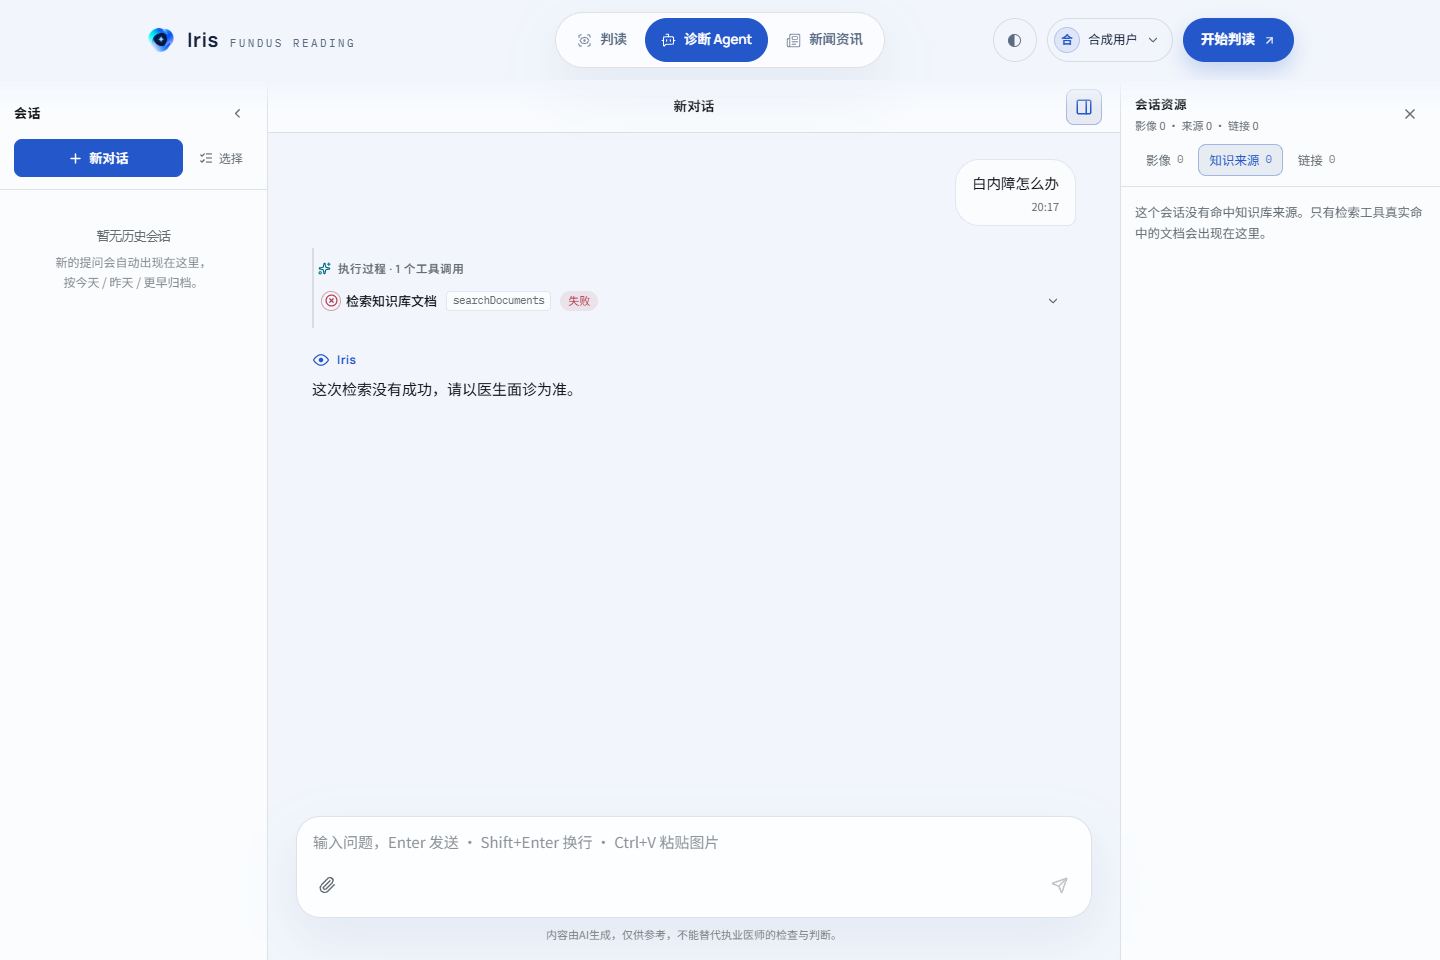 Iris FUNDUS READING
判读
诊断 Agent
新闻资讯
合
合成用户
开始判读
会话
新对话
选择
暂无历史会话
新的提问会自动出现在这里，
按今天 / 昨天 / 更早归档。
新对话
白内障怎么办
20:17
执行过程 · 1 个工具调用
检索知识库文档 searchDocuments 失败
Iris
这次检索没有成功，请以医生面诊为准。
输入问题，Enter 发送 · Shift+Enter 换行 · Ctrl+V 粘贴图片
内容由AI生成，仅供参考，不能替代执业医师的检查与判断。
会话资源
影像 0 · 来源 0 · 链接 0
影像 0
知识来源 0
链接 0
这个会话没有命中知识库来源。只有检索工具真实命
中的文档会出现在这里。